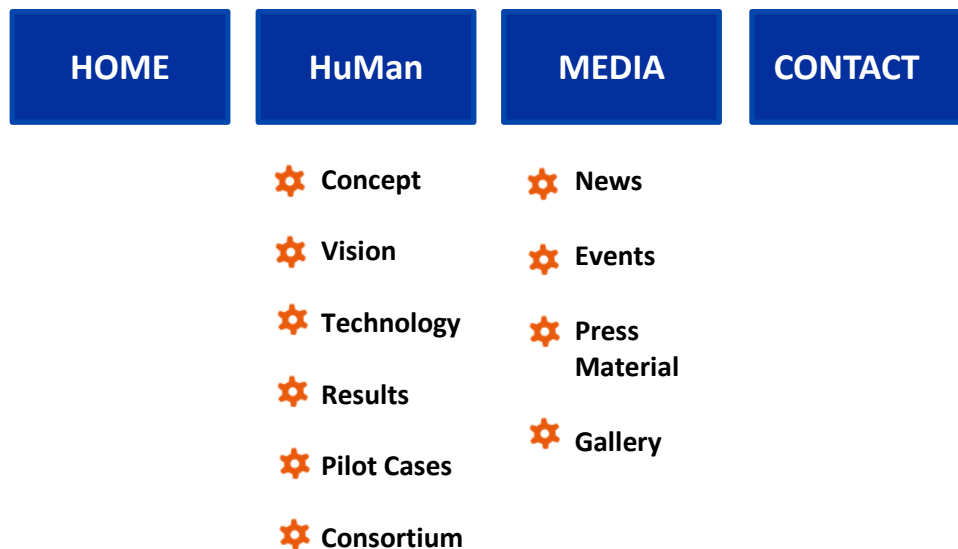 HOME
HuMan
MEDIA
CONTACT
Concept
Vision
Technology
Results
Pilot Cases
Consortium
News
Events
Press
Material
Gallery